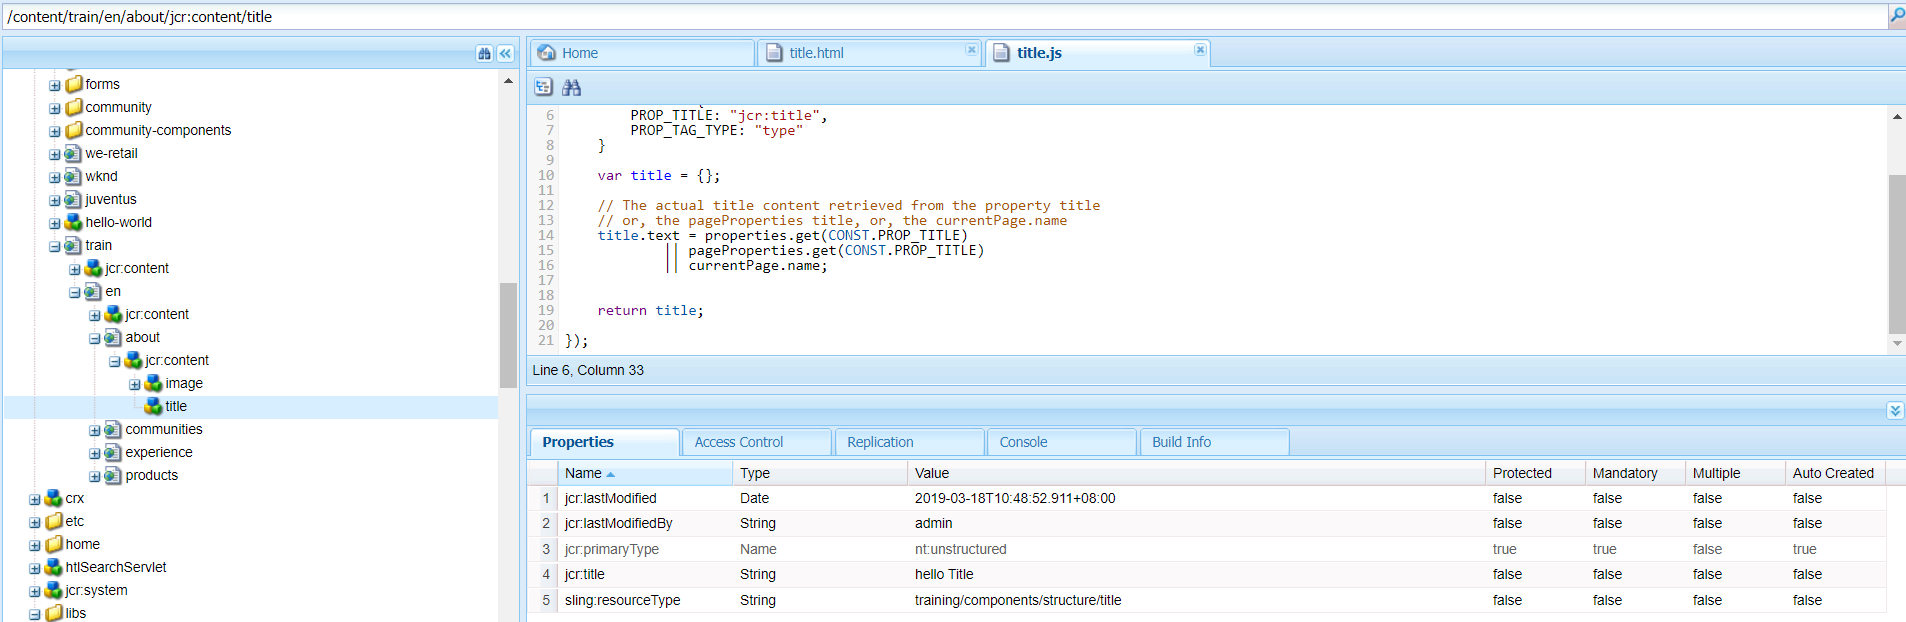 /content/train/en/about/jcr:content/title
forms
community
community-components
we-retail
wknd
juventus
hello-world
train
jcr:content
en
jcr:content
about
jcr:content
image
title
communities
experience
products
crx
etc
home
htlSearchServlet
jcr:system
libs
Home
title.html
title.js
6 PROP_TITLE: "jcr:title",
7 PROP_TAG_TYPE: "type"
8 }
9
10 var title = {};
11
12 // The actual title content retrieved from the property title
13 // or, the pageProperties title, or, the currentPage.name
14 title.text = properties.get(CONST.PROP_TITLE)
15 || pageProperties.get(CONST.PROP_TITLE)
16 || currentPage.name;
17
18
19 return title;
20
21 });
Line 6, Column 33
Properties Access Control Replication Console Build Info
Name Type Value Protected Mandatory Multiple Auto Created
1 jcr:lastModified Date 2019-03-18T10:48:52.911+08:00 false false false false
2 jcr:lastModifiedBy String admin false false false false
3 jcr:primaryType Name nt:unstructured true true false true
4 jcr:title String hello Title false false false false
5 sling:resourceType String training/components/structure/title false false false false